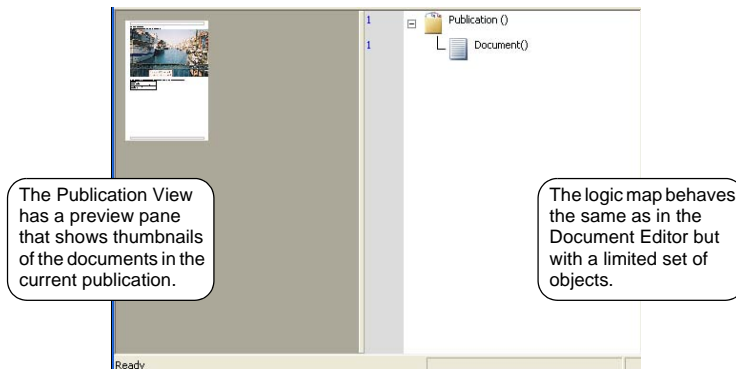 1
Publication ()
1
Document()
The Publication View
has a preview pane
that shows thumbnails
of the documents in the
current publication.
The logic map behaves
the same as in the
Document Editor but
with a limited set of
objects.
Ready